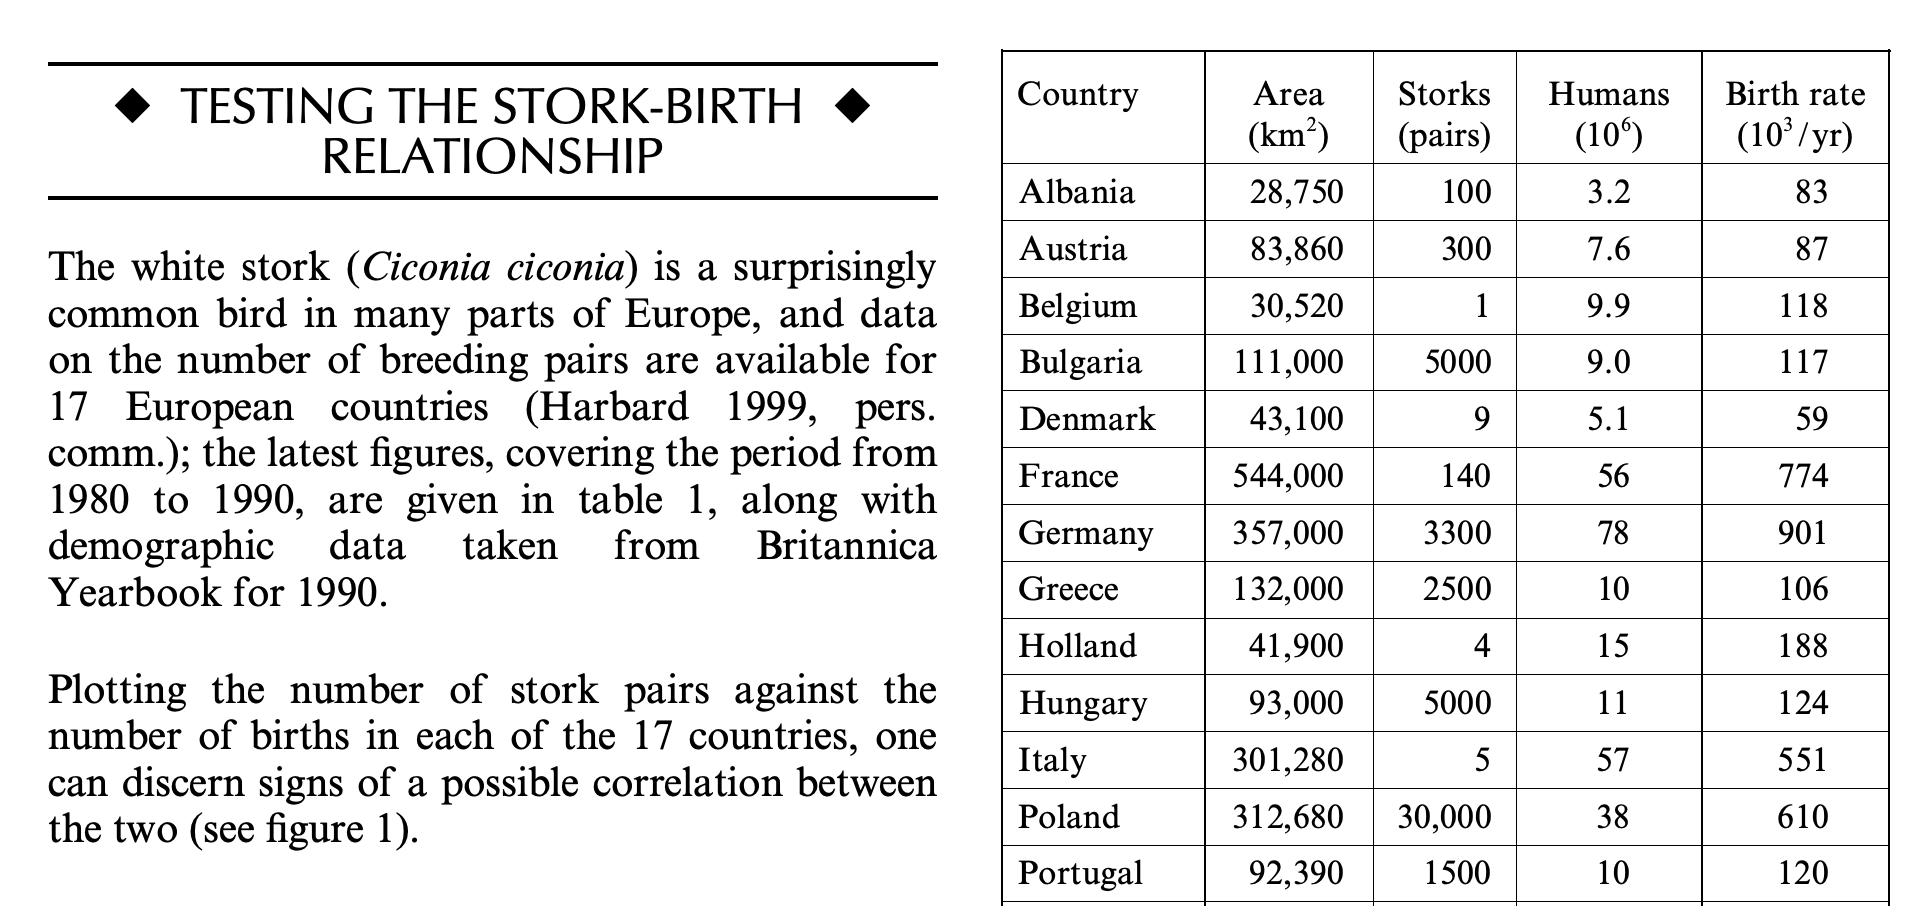 ◆ TESTING THE STORK-BIRTH ◆
RELATIONSHIP
The white stork (Ciconia ciconia) is a surprisingly
common bird in many parts of Europe, and data
on the number of breeding pairs are available for
17 European countries (Harbard 1999, pers.
comm.); the latest figures, covering the period from
1980 to 1990, are given in table 1, along with
demographic data taken from Britannica
Yearbook for 1990.
Plotting the number of stork pairs against the
number of births in each of the 17 countries, one
can discern signs of a possible correlation between
the two (see figure 1).
Country Area Storks Humans Birth rate
(km²) (pairs) (10⁶) (10³/yr)
Albania 28,750 100 3.2 83
Austria 83,860 300 7.6 87
Belgium 30,520 1 9.9 118
Bulgaria 111,000 5000 9.0 117
Denmark 43,100 9 5.1 59
France 544,000 140 56 774
Germany 357,000 3300 78 901
Greece 132,000 2500 10 106
Holland 41,900 4 15 188
Hungary 93,000 5000 11 124
Italy 301,280 5 57 551
Poland 312,680 30,000 38 610
Portugal 92,390 1500 10 120